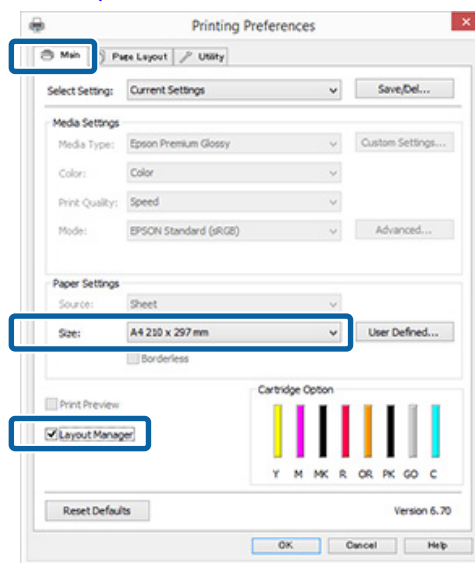 Printing Preferences
Main Page Layout Utility
Select Setting: Current Settings Save/Del...
Media Settings
Media Type: Epson Premium Glossy Custom Settings...
Color: Color
Print Quality: Speed
Mode: EPSON Standard (sRGB) Advanced...
Paper Settings
Source: Sheet
Size: A4 210 x 297 mm User Defined...
Borderless
Cartridge Option
Print Preview
Layout Manager
Y M MK R OR PK GO C
Reset Defaults Version 6.70
OK Cancel Help